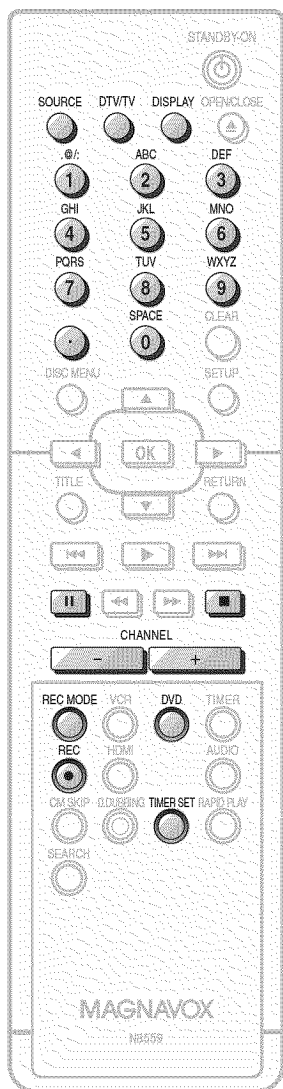 STANDBY-ON
SOURCE DTV/TV DISPLAY OPEN/CLOSE
.@/: ABC DEF
1 2 3
GHI JKL MNO
4 5 6
PQRS TUV WXYZ
7 8 9
SPACE CLEAR
. 0
DISC MENU SETUP
OK
TITLE RETURN
CHANNEL
- +
REC MODE VCR DVD TIMER
REC HDMI AUDIO
CM SKIP D.DUBBING TIMER SET RAPID PLAY
SEARCH
MAGNAVOX